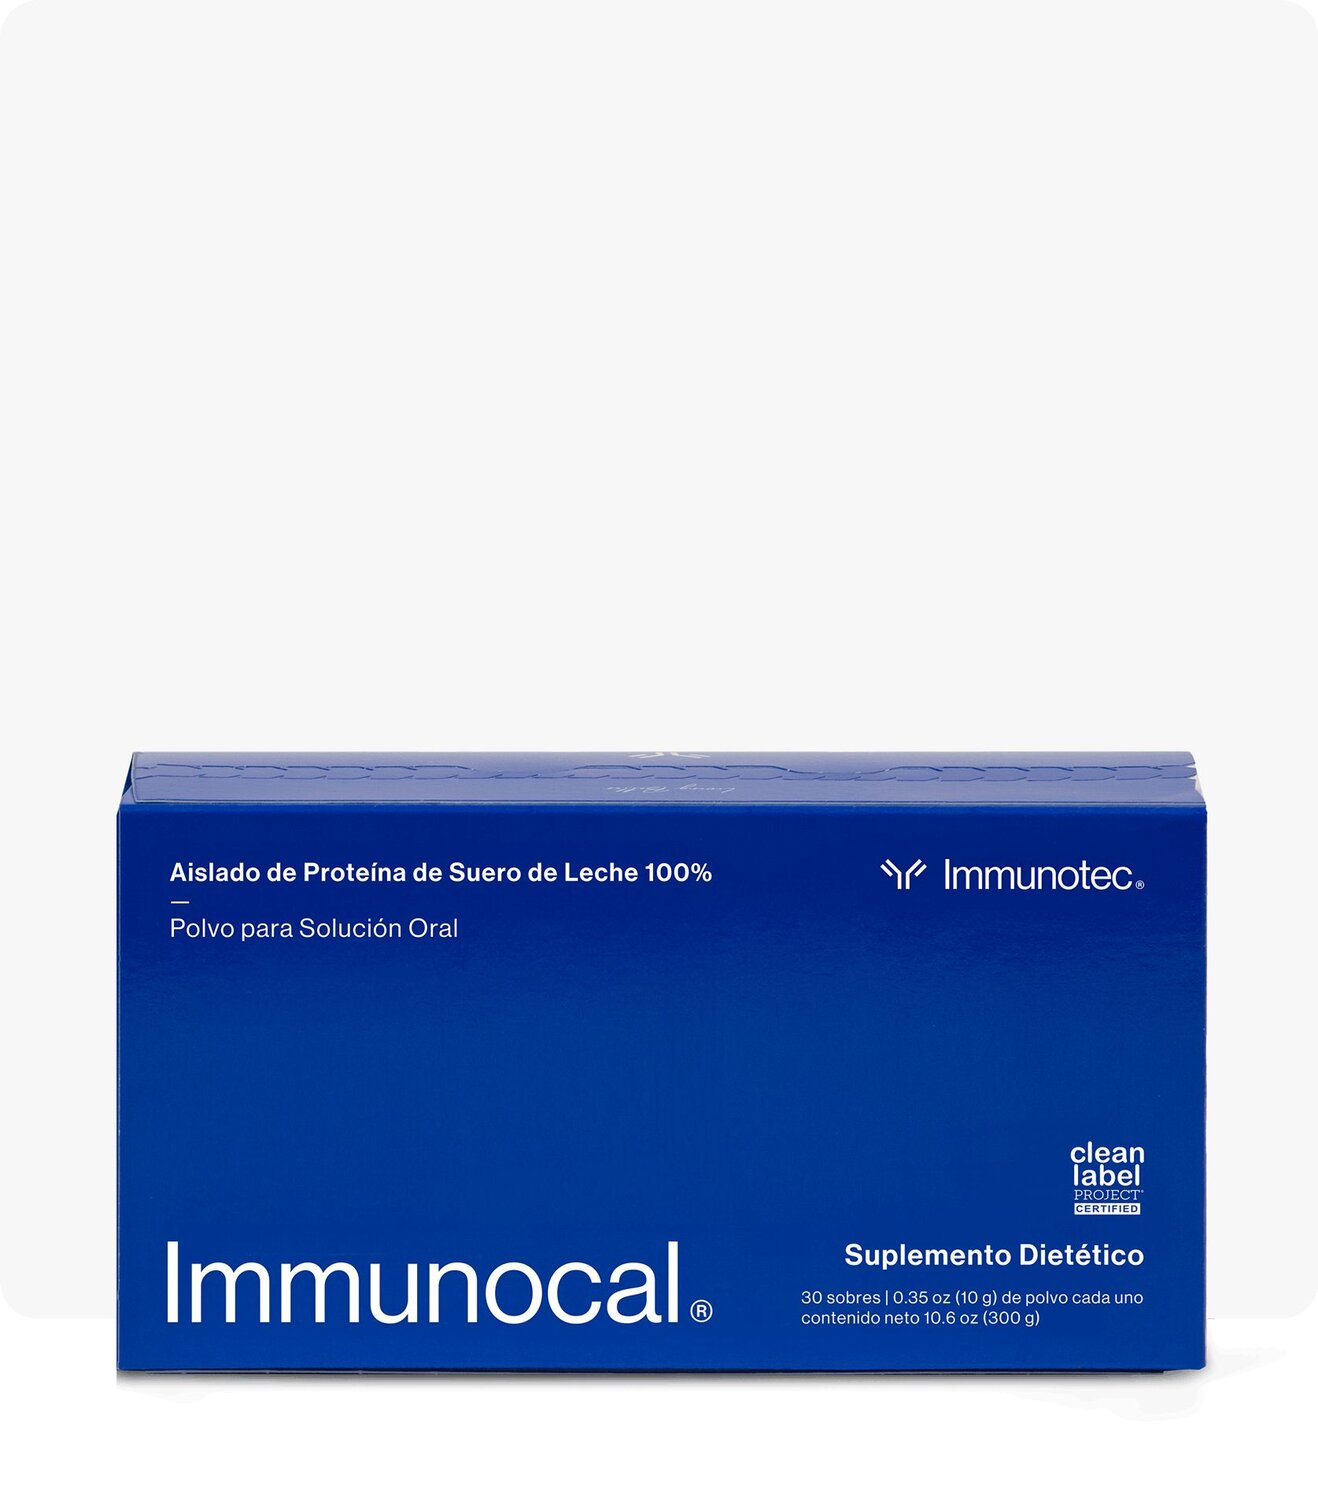 Aislado de Proteína de Suero de Leche 100%
—
Polvo para Solución Oral
Immunotec®
clean
label
PROJECT®
CERTIFIED
Immunocal®
Suplemento Dietético
30 sobres | 0.35 oz (10 g) de polvo cada uno
contenido neto 10.6 oz (300 g)